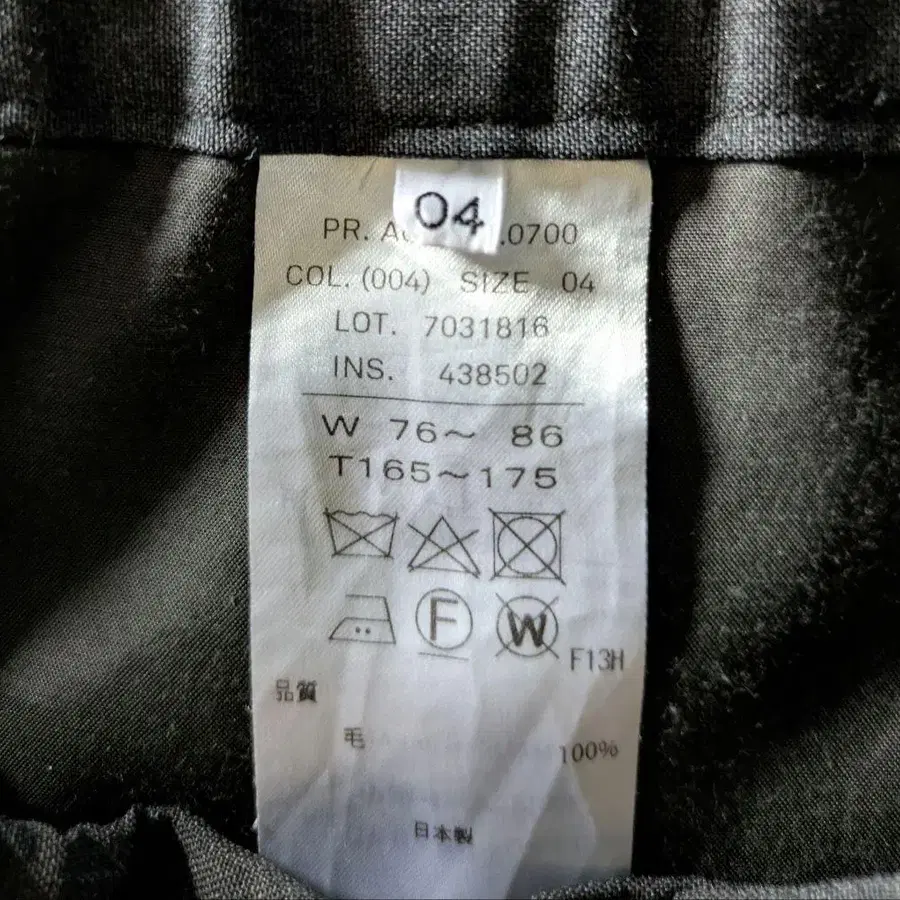 04
PR. A .0700
COL. (004) SIZE 04
LOT. 7031816
INS. 438502
W 76～ 86
T165～175
F W F13H
品質
毛 100%
日本製